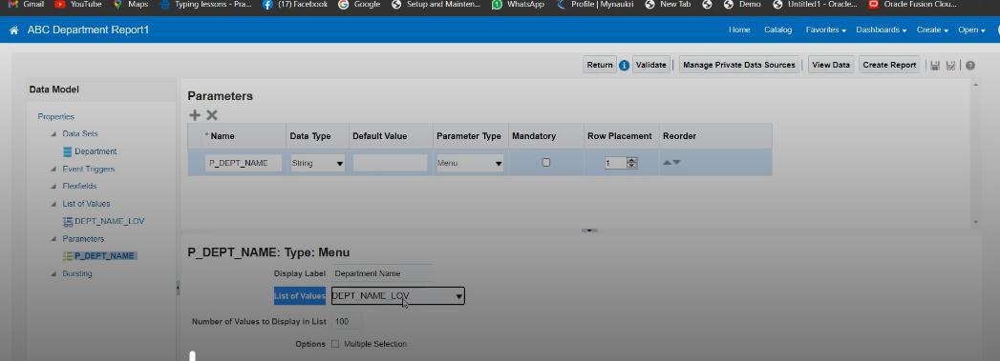 Gmail YouTube Maps Typing lessons - Pra... (17) Facebook Google Setup and Mainten... WhatsApp Profile | Mynaukri New Tab Demo Untitled1 - Oracle... Oracle Fusion Clou...
ABC Department Report1 Home Catalog Favorites Dashboards Create Open
Return Validate Manage Private Data Sources View Data Create Report
Data Model
Parameters
Properties
Data Sets
Department
Event Triggers
Flexfields
List of Values
DEPT_NAME_LOV
Parameters
P_DEPT_NAME
Bursting
* Name Data Type Default Value Parameter Type Mandatory Row Placement Reorder
P_DEPT_NAME String Menu 1
P_DEPT_NAME: Type: Menu
Display Label Department Name
List of Values DEPT_NAME_LOV
Number of Values to Display in List 100
Options Multiple Selection